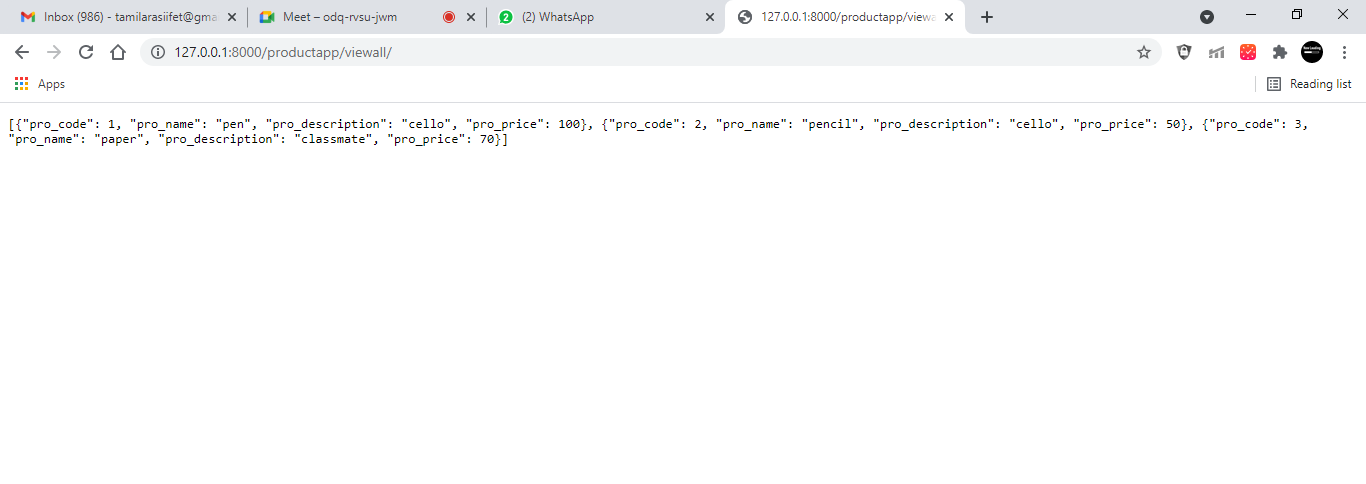 Inbox (986) - tamilarasiifet@gma
Meet – odq-rvsu-jwm
2
(2) WhatsApp
127.0.0.1:8000/productapp/viewa
127.0.0.1:8000/productapp/viewall/
Apps
Reading list
[{"pro_code": 1, "pro_name": "pen", "pro_description": "cello", "pro_price": 100}, {"pro_code": 2, "pro_name": "pencil", "pro_description": "cello", "pro_price": 50}, {"pro_code": 3,
"pro_name": "paper", "pro_description": "classmate", "pro_price": 70}]